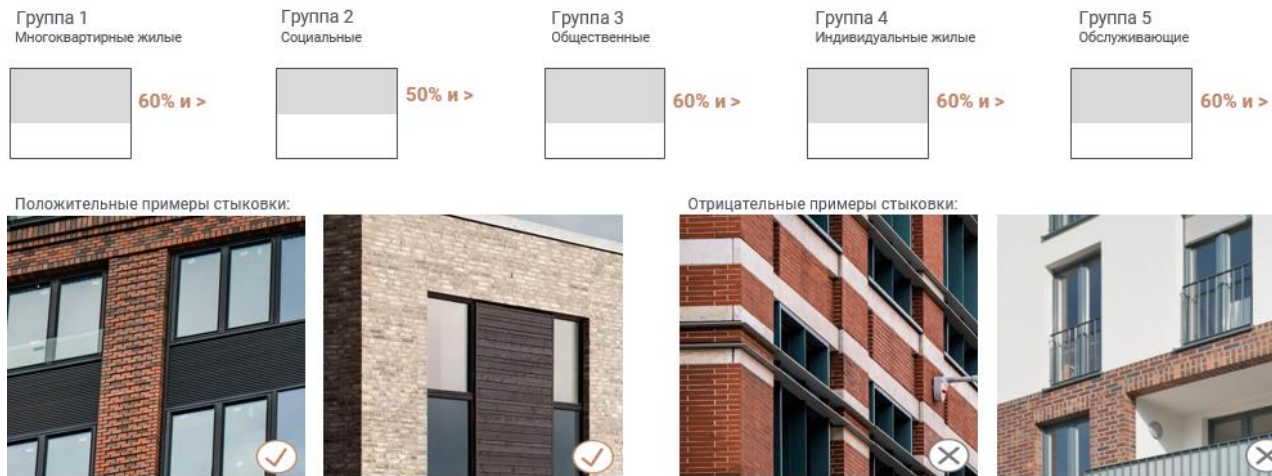 Группа 1
Многоквартирные жилые
60% и >
Группа 2
Социальные
50% и >
Группа 3
Общественные
60% и >
Группа 4
Индивидуальные жилые
60% и >
Группа 5
Обслуживающие
60% и >
Положительные примеры стыковки:
Отрицательные примеры стыковки: